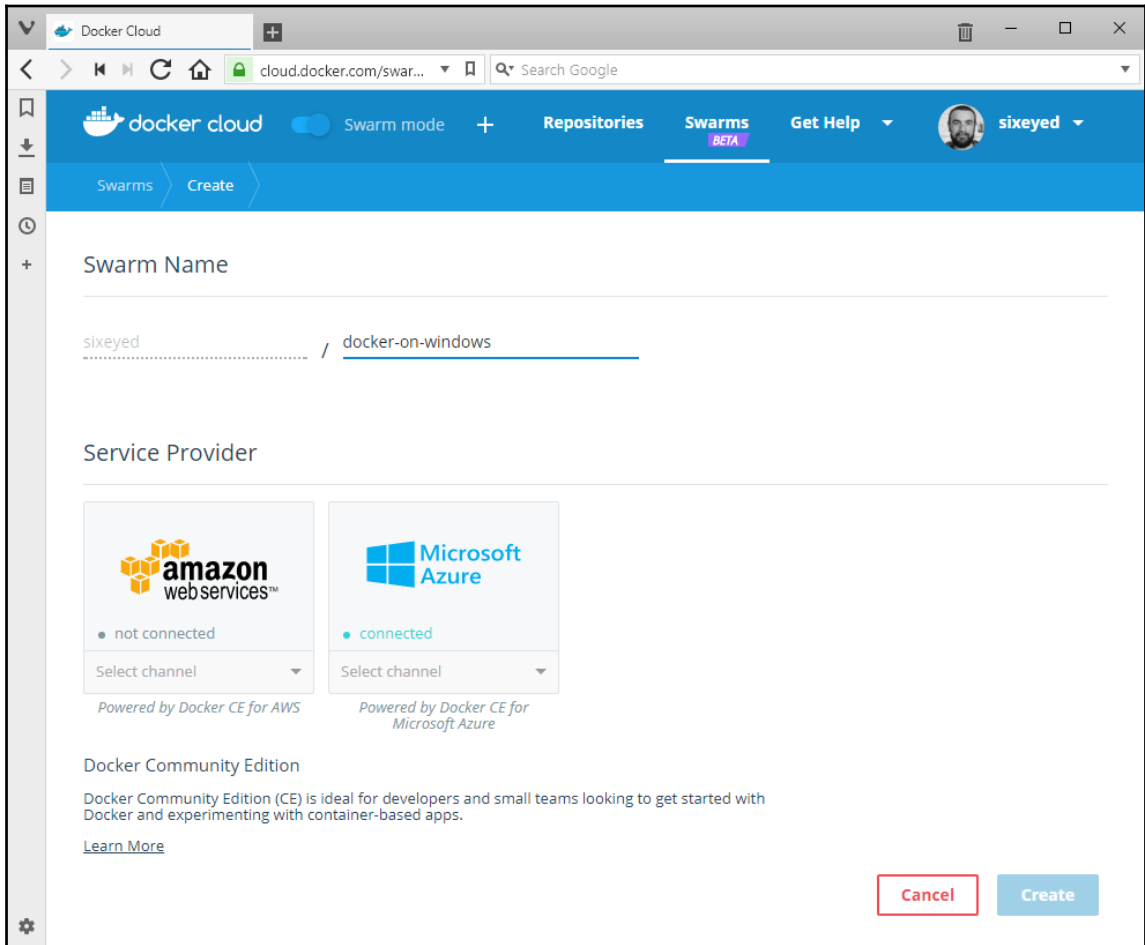 Docker Cloud
cloud.docker.com/swar...
Search Google
docker cloud Swarm mode + Repositories Swarms Get Help sixeyed
BETA
Swarms Create
Swarm Name
sixeyed / docker-on-windows
Service Provider
amazon web services™
Microsoft Azure
not connected
connected
Select channel
Select channel
Powered by Docker CE for AWS
Powered by Docker CE for
Microsoft Azure
Docker Community Edition
Docker Community Edition (CE) is ideal for developers and small teams looking to get started with
Docker and experimenting with container-based apps.
Learn More
Cancel Create